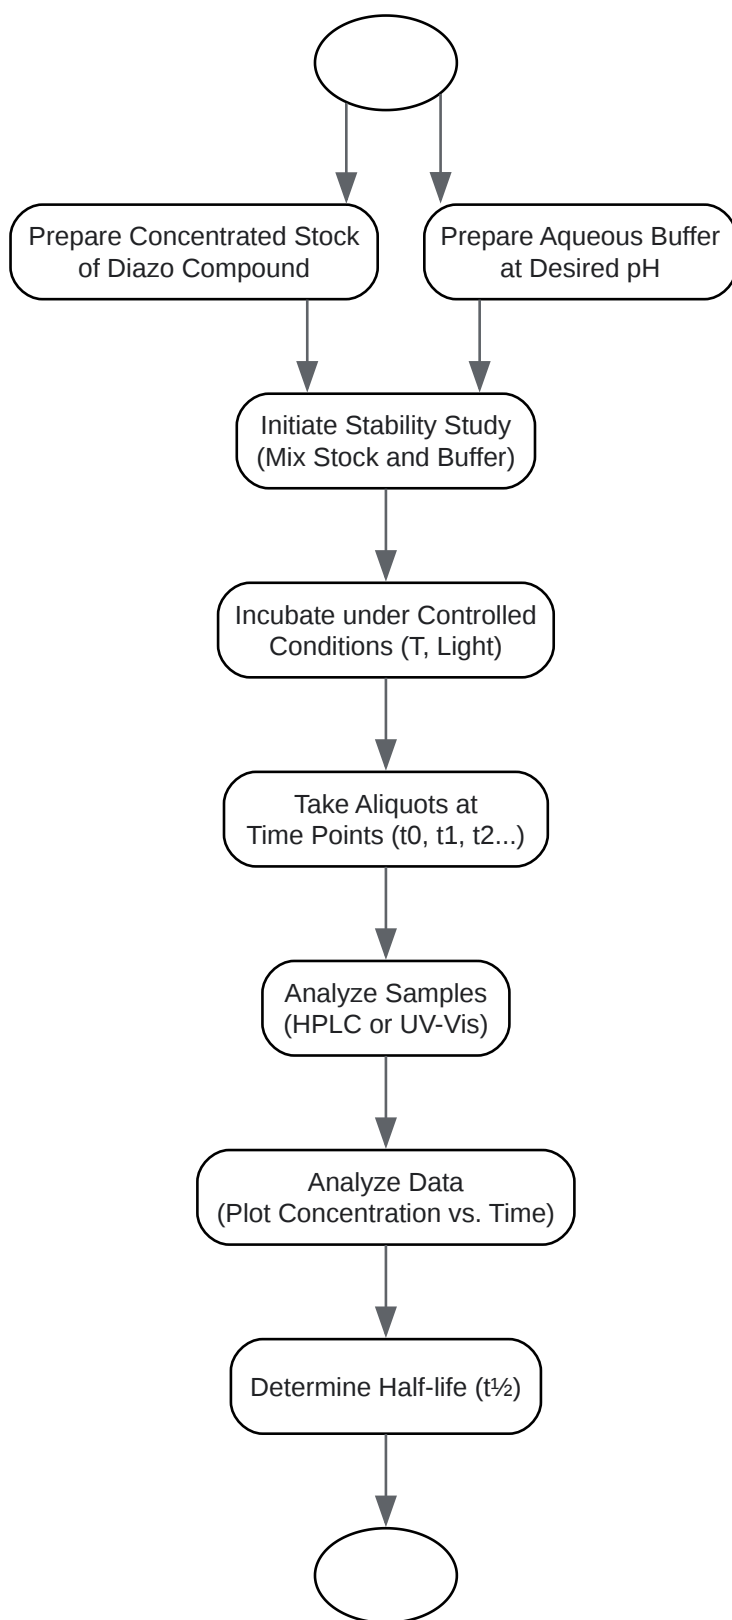 Prepare Concentrated Stock
of Diazo Compound
Prepare Aqueous Buffer
at Desired pH
Initiate Stability Study
(Mix Stock and Buffer)
Incubate under Controlled
Conditions (T, Light)
Take Aliquots at
Time Points (t0, t1, t2...)
Analyze Samples
(HPLC or UV-Vis)
Analyze Data
(Plot Concentration vs. Time)
Determine Half-life (t½)